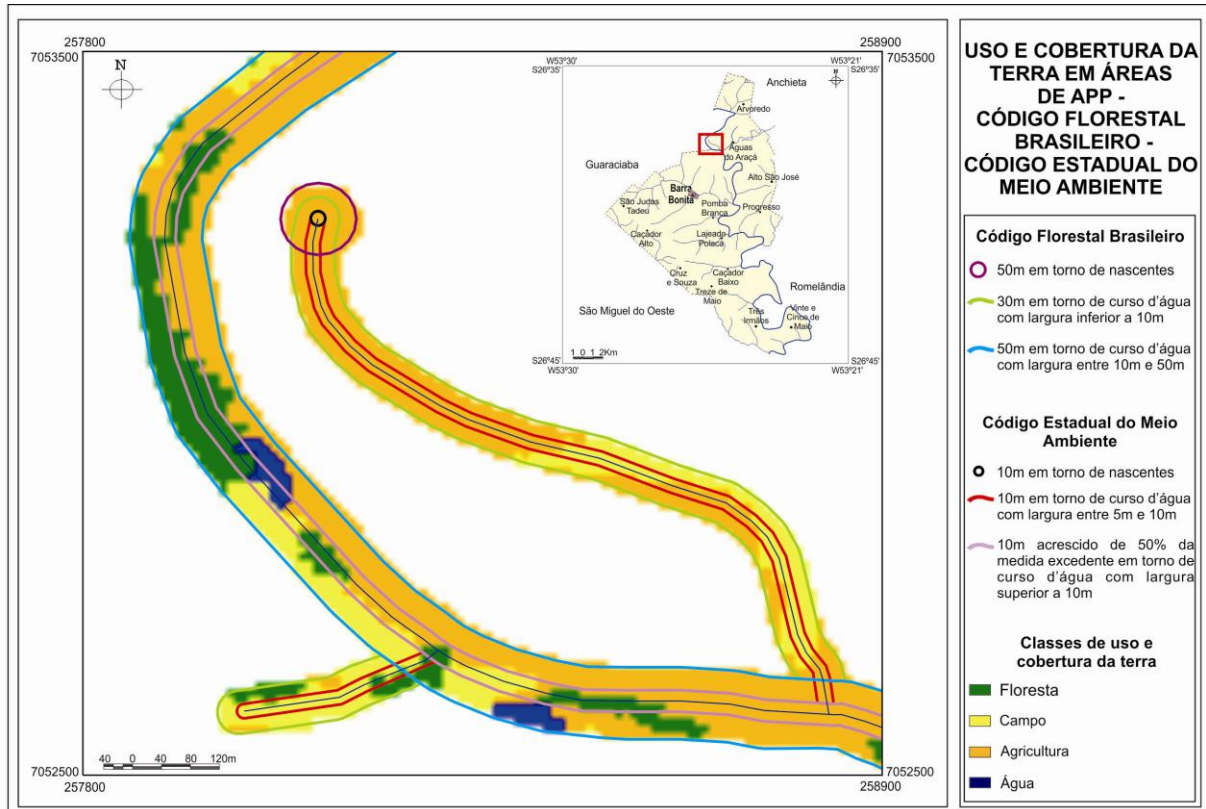 257800
258900
7053500
7053500
N
W53°30'
W53°21'
S26°35'
S26°35'
Anchieta
Arvoredo
Águas
do Araçá
Guaraciaba
Alto São José
Barra
Bonita
São Judas
Tadeu
Pomba
Branca
Progresso
Caçador
Alto
Lajeado
Polaca
Cruz
e Souza
Caçador
Baixo
Treze de
Maio
Romelândia
São Miguel do Oeste
Três
Irmãos
Vinte e
Cinco de
Maio
1 0 1 2Km
S26°45'
S26°45'
W53°30'
W53°21'
40 0 40 80 120m
7052500
7052500
257800
258900
USO E COBERTURA DA
TERRA EM ÁREAS
DE APP -
CÓDIGO FLORESTAL
BRASILEIRO -
CÓDIGO ESTADUAL DO
MEIO AMBIENTE
Código Florestal Brasileiro
50m em torno de nascentes
30m em torno de curso d'água
com largura inferior a 10m
50m em torno de curso d'água
com largura entre 10m e 50m
Código Estadual do Meio
Ambiente
10m em torno de nascentes
10m em torno de curso d'água
com largura entre 5m e 10m
10m acrescido de 50% da
medida excedente em torno de
curso d'água com largura
superior a 10m
Classes de uso e
cobertura da terra
Floresta
Campo
Agricultura
Água